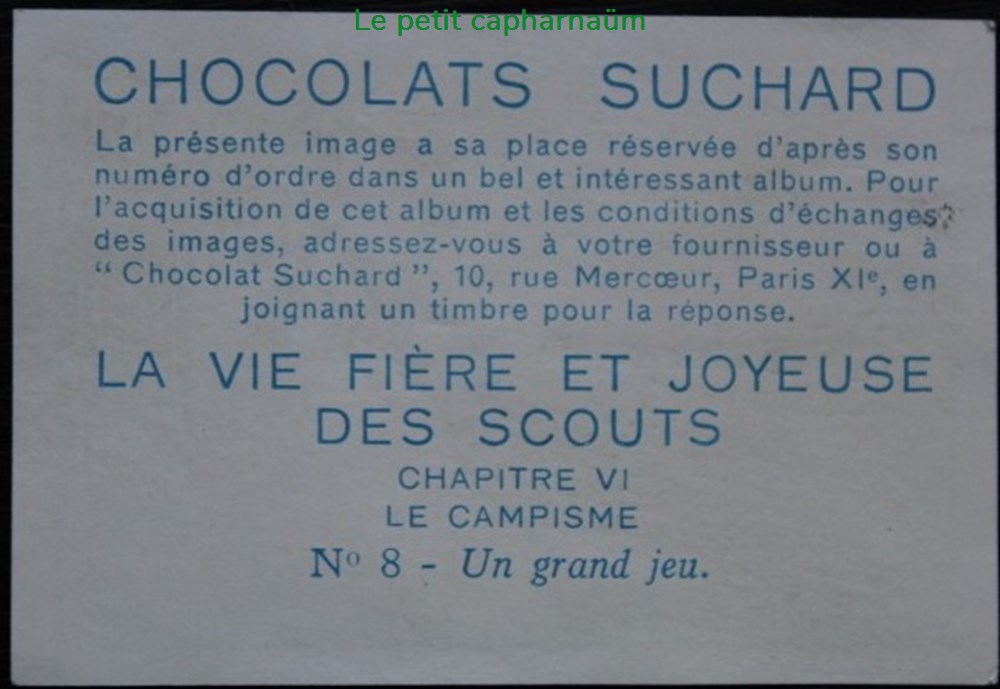 Le petit capharnaüm
CHOCOLATS SUCHARD
La présente image a sa place réservée d'après son
numéro d'ordre dans un bel et intéressant album. Pour
l'acquisition de cet album et les conditions d'échanges
des images, adressez-vous à votre fournisseur ou à
“ Chocolat Suchard ”, 10, rue Mercœur, Paris XIᵉ, en
joignant un timbre pour la réponse.
LA VIE FIÈRE ET JOYEUSE
DES SCOUTS
CHAPITRE VI
LE CAMPISME
Nº 8 - Un grand jeu.